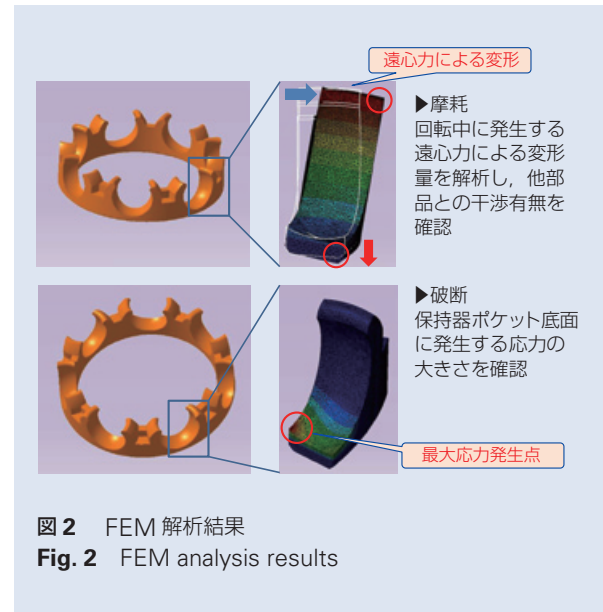 遠心力による変形
▶摩耗
回転中に発生する
遠心力による変形
量を解析し，他部
品との干渉有無を
確認
▶破断
保持器ポケット底面
に発生する応力の
大きさを確認
最大応力発生点
図2 FEM 解析結果
Fig. 2 FEM analysis results